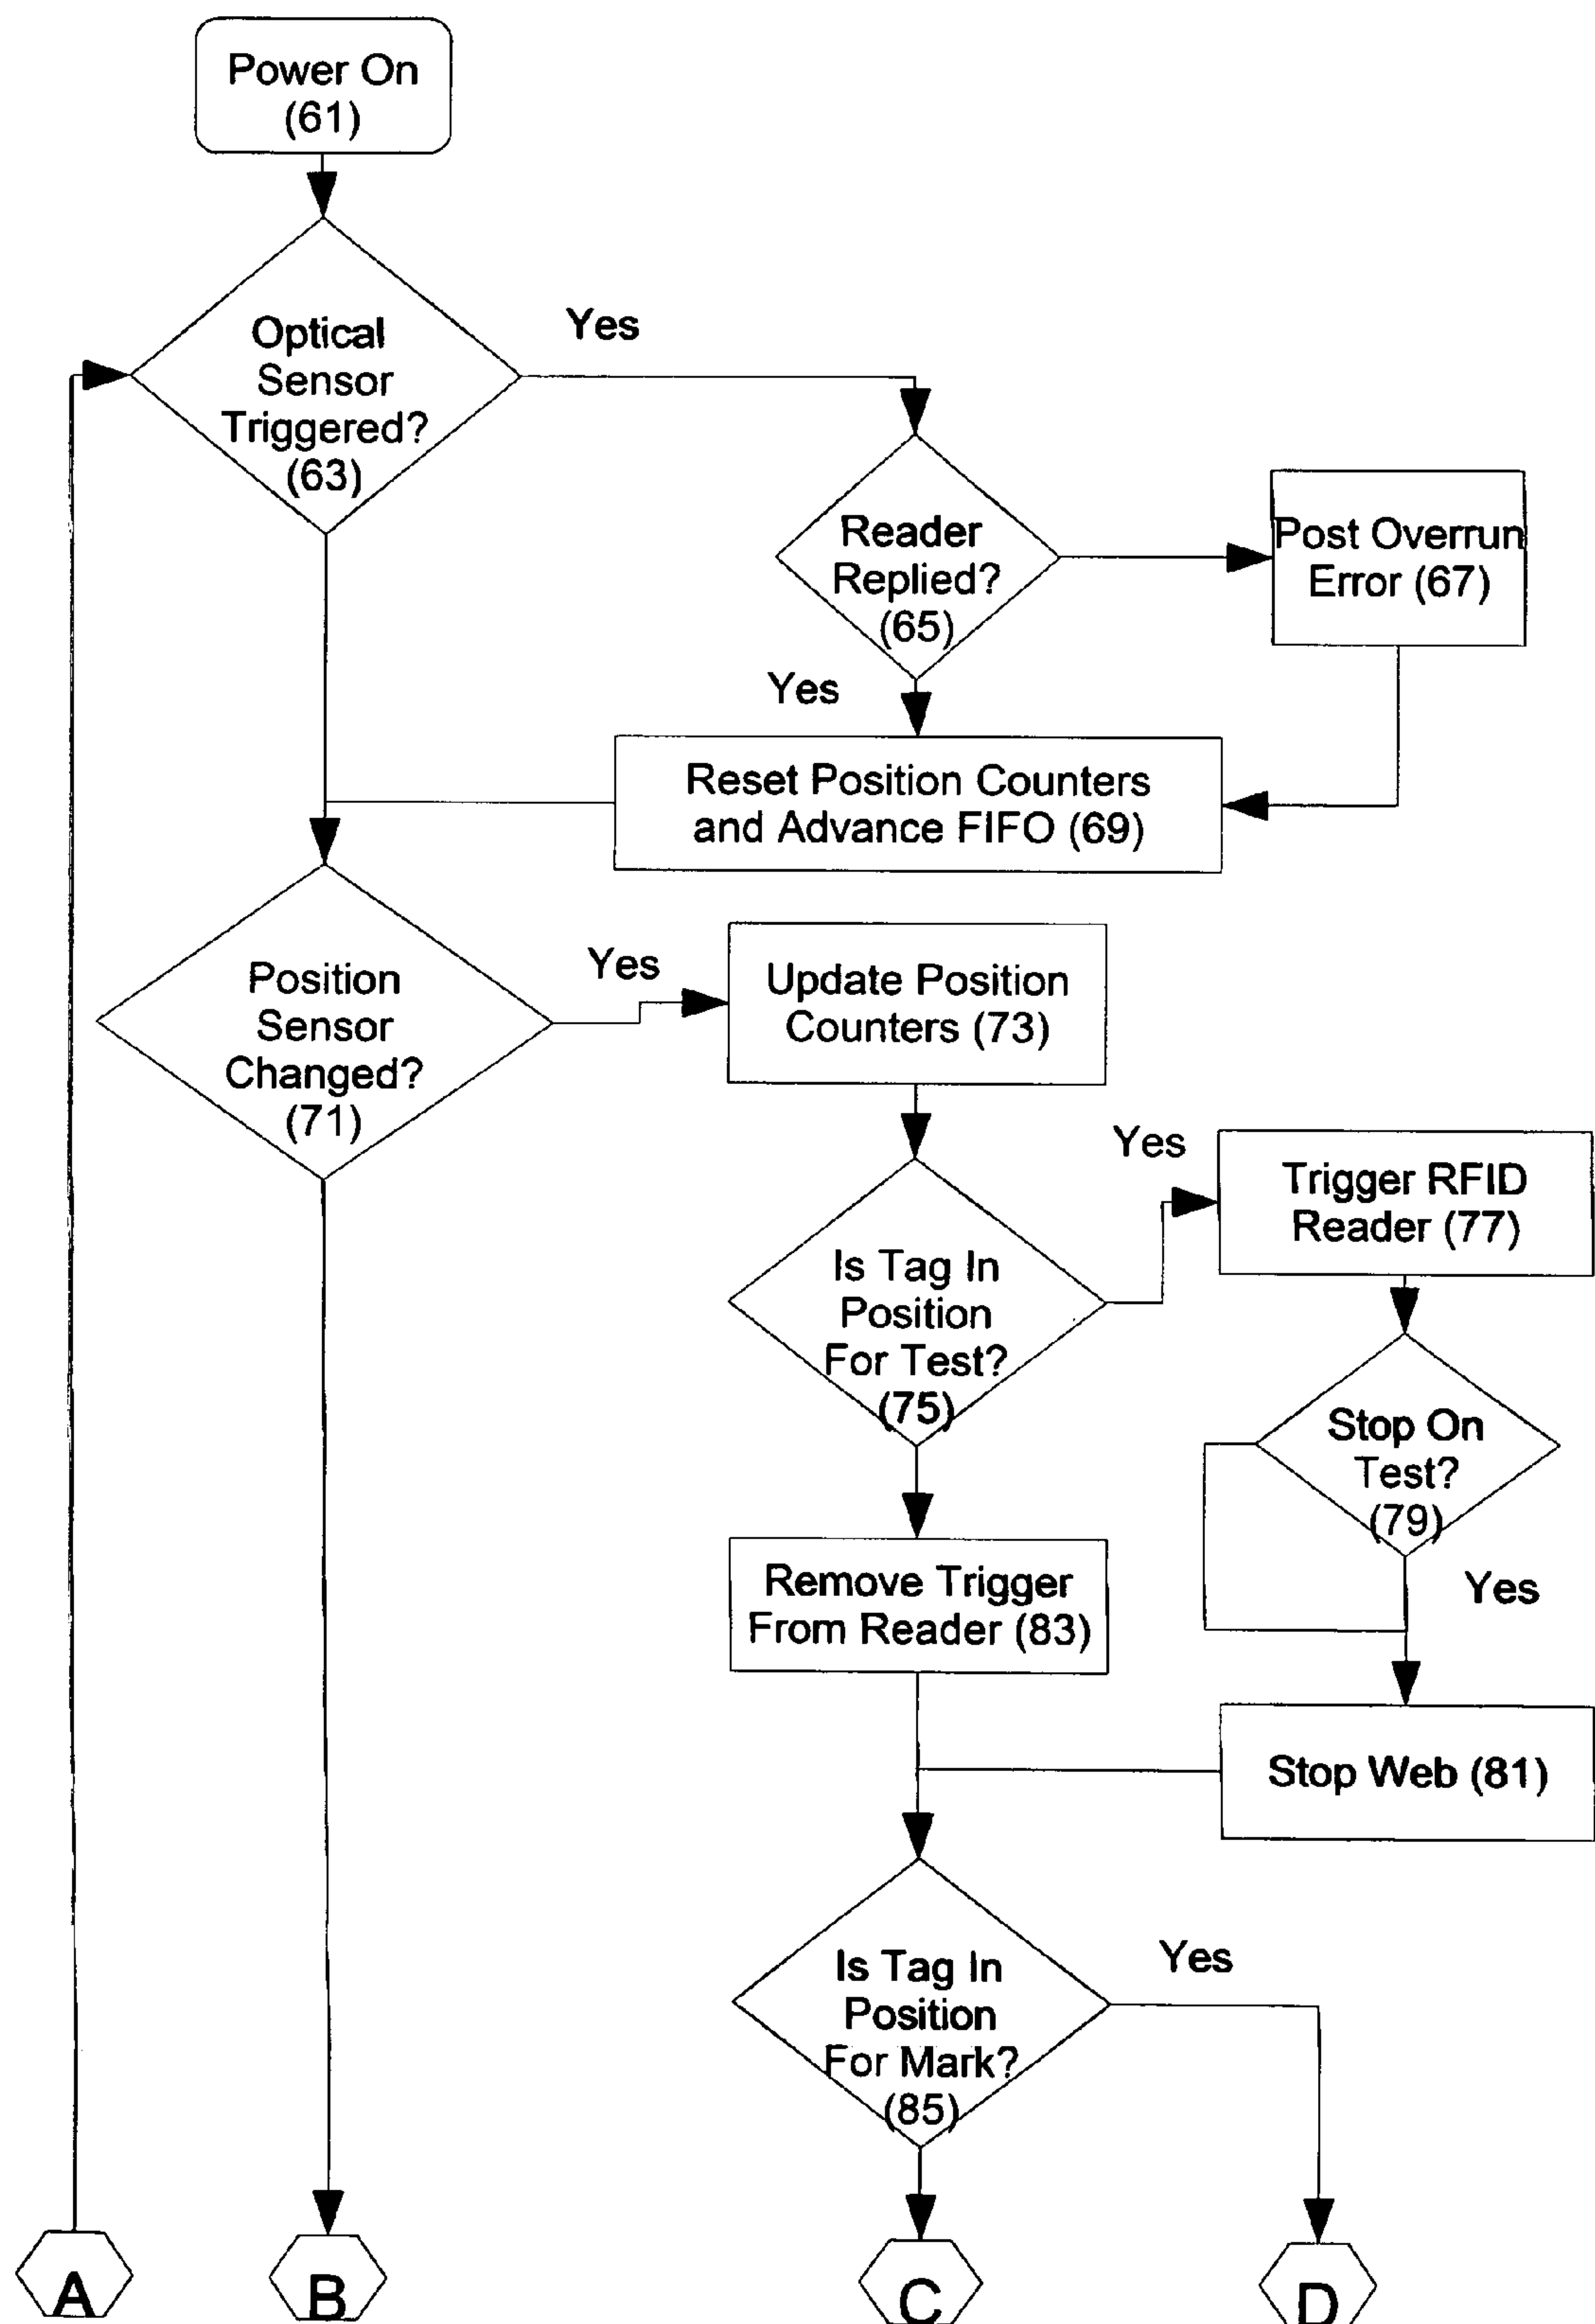 Power On
(61)
Optical
Sensor
Triggered?
(63)
Yes
Reader
Replied?
(65)
Post Overrun
Error (67)
Yes
Reset Position Counters
and Advance FIFO (69)
Position
Sensor
Changed?
(71)
Yes
Update Position
Counters (73)
Is Tag In
Position
For Test?
(75)
Yes
Trigger RFID
Reader (77)
Stop On
Test?
(79)
Yes
Remove Trigger
From Reader (83)
Stop Web (81)
Is Tag In
Position
For Mark?
(85)
Yes
A
B
C
D